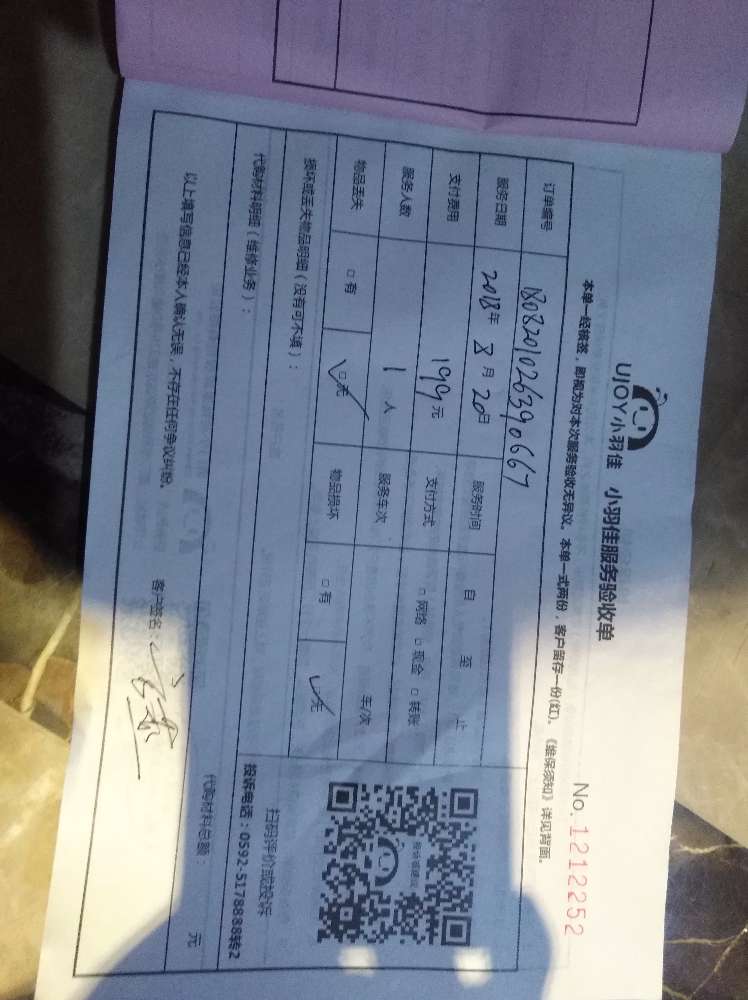 UJOY小羽佳 小羽佳服务验收单
No. 1212252
本单一经核签，即视为对本次服务验收无异议。本单一式两份，客户留存一份(红)。《维保须知》详见背面。
订单编号 1808201026390667
服务日期 2018年 8月 20日 服务时间 自 至 止
支付费用 199元 支付方式 □ 网络 □ 现金 □ 转账
服务人数 1 人 服务车次 车/次
物品丢失 □ 有 □ 无 物品损坏 □ 有 □ 无
损坏或丢失物品明细（没有可不填）：
扫码评价或投诉
投诉电话：0592-5178888转2
代购材料明细（维修业务）：
代购材料总额： 元
以上填写信息已经本人确认无误，不存在任何争议纠纷。
客户签名：